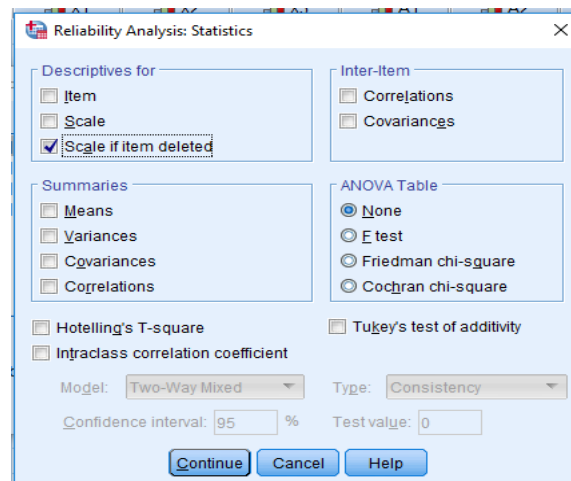 Reliability Analysis: Statistics
Descriptives for
Item
Scale
Scale if item deleted
Inter-Item
Correlations
Covariances
Summaries
Means
Variances
Covariances
Correlations
ANOVA Table
None
F test
Friedman chi-square
Cochran chi-square
Hotelling's T-square
Tukey's test of additivity
Intraclass correlation coefficient
Model: Two-Way Mixed Type: Consistency
Confidence interval: 95 % Test value: 0
Continue Cancel Help